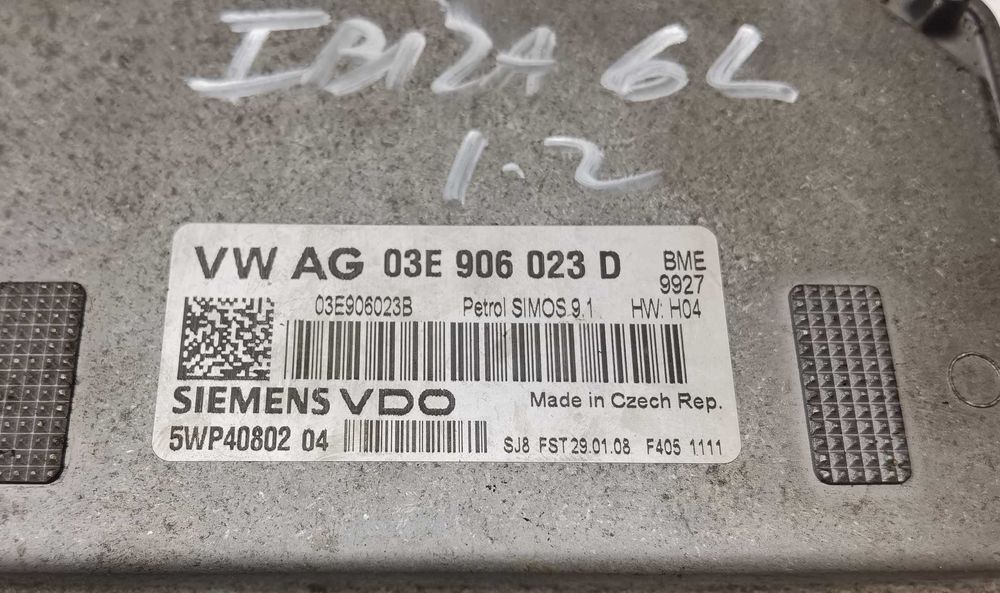 IBIZA 6L
1.2
VW AG 03E 906 023 D BME
9927
03E906023B Petrol SIMOS 9.1 HW: H04
SIEMENS VDO Made in Czech Rep.
5WP40802 04 SJ8 FST 29.01.08 F405 1111